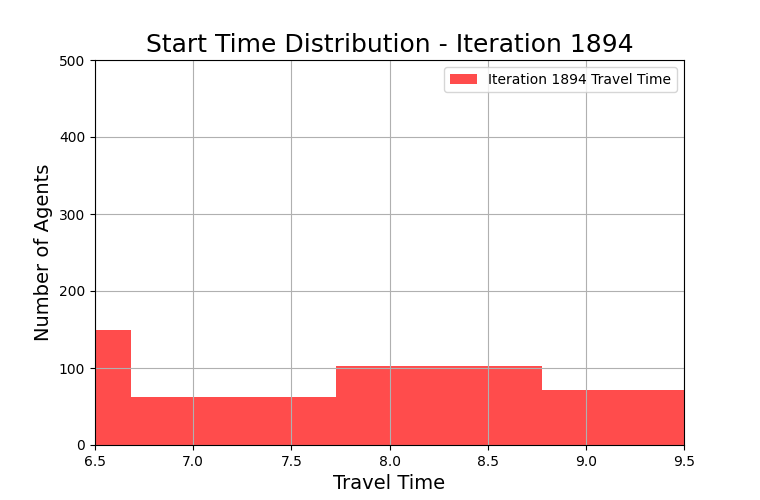 Start Time Distribution - Iteration 1894
Iteration 1894 Travel Time
Number of Agents
500
400
300
200
100
0
6.5 7.0 7.5 8.0 8.5 9.0 9.5
Travel Time